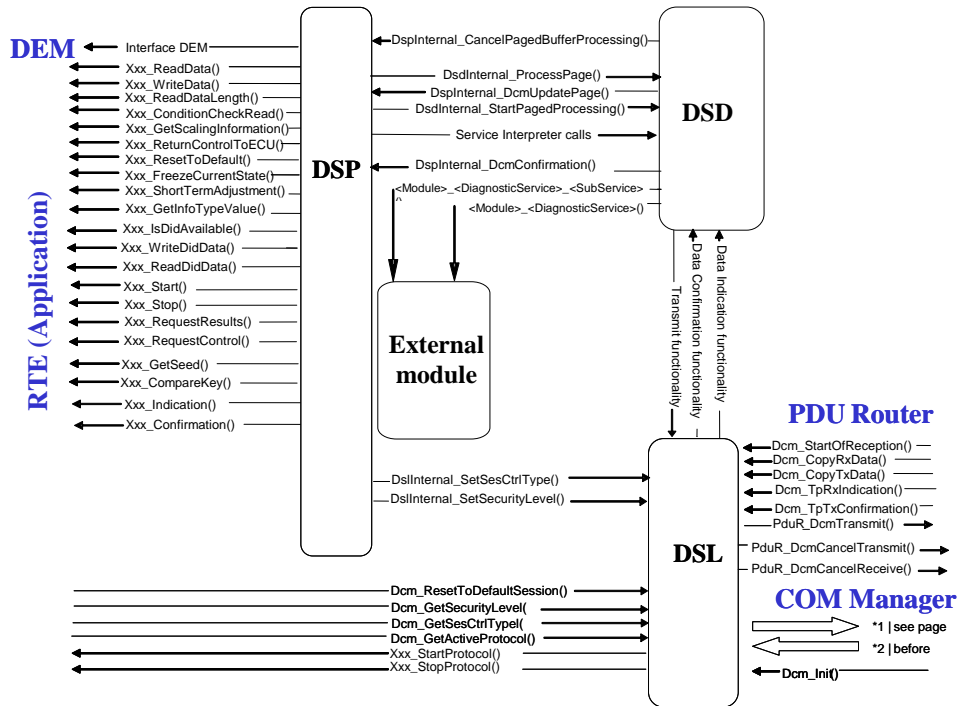 DEM
Interface DEM
Xxx_ReadData()
Xxx_WriteData()
Xxx_ReadDataLength()
Xxx_ConditionCheckRead()
Xxx_GetScalingInformation()
Xxx_ReturnControlToECU()
Xxx_ResetToDefault()
Xxx_FreezeCurrentState()
Xxx_ShortTermAdjustment()
Xxx_GetInfoTypeValue()
Xxx_IsDidAvailable()
Xxx_WriteDidData()
Xxx_ReadDidData()
Xxx_Start()
Xxx_Stop()
Xxx_RequestResults()
Xxx_RequestControl()
Xxx_GetSeed()
Xxx_CompareKey()
Xxx_Indication()
Xxx_Confirmation()
RTE (Application)
DSP
DspInternal_CancelPagedBufferProcessing()
DsdInternal_ProcessPage()
DspInternal_DcmUpdatePage()
DsdInternal_StartPagedProcessing()
Service Interpreter calls
DspInternal_DcmConfirmation()
<Module>_<DiagnosticService>_<SubService>
()
<Module>_<DiagnosticService>()
DSD
External
module
Transmit functionality
Data Confirmation functionality
Data Indication functionality
DslInternal_SetSesCtrlType()
DslInternal_SetSecurityLevel()
DSL
PDU Router
Dcm_StartOfReception()
Dcm_CopyRxData()
Dcm_CopyTxData()
Dcm_TpRxIndication()
Dcm_TpTxConfirmation()
PduR_DcmTransmit()
PduR_DcmCancelTransmit()
PduR_DcmCancelReceive()
COM Manager
*1 | see page
*2 | before
Dcm_Init()
Dcm_ResetToDefaultSession()
Dcm_GetSecurityLevel(
Dcm_GetSesCtrlTypel(
Dcm_GetActiveProtocol()
Xxx_StartProtocol()
Xxx_StopProtocol()